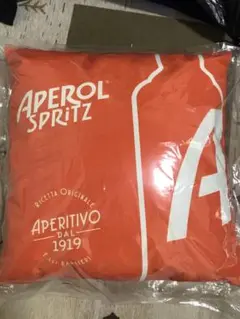 APEROL
SPRITZ
RICETTA ORIGINALE
APERITIVO
DAL
1919
A